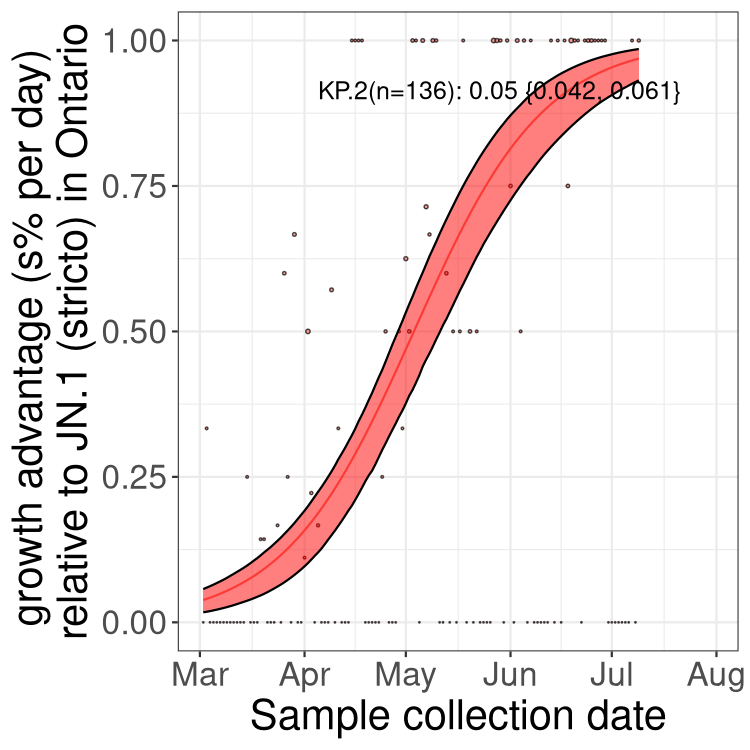 growth advantage (s% per day)
relative to JN.1 (stricto) in Ontario
1.00
0.75
0.50
0.25
0.00
KP.2(n=136): 0.05 {0.042, 0.061}
Mar Apr May Jun Jul Aug
Sample collection date